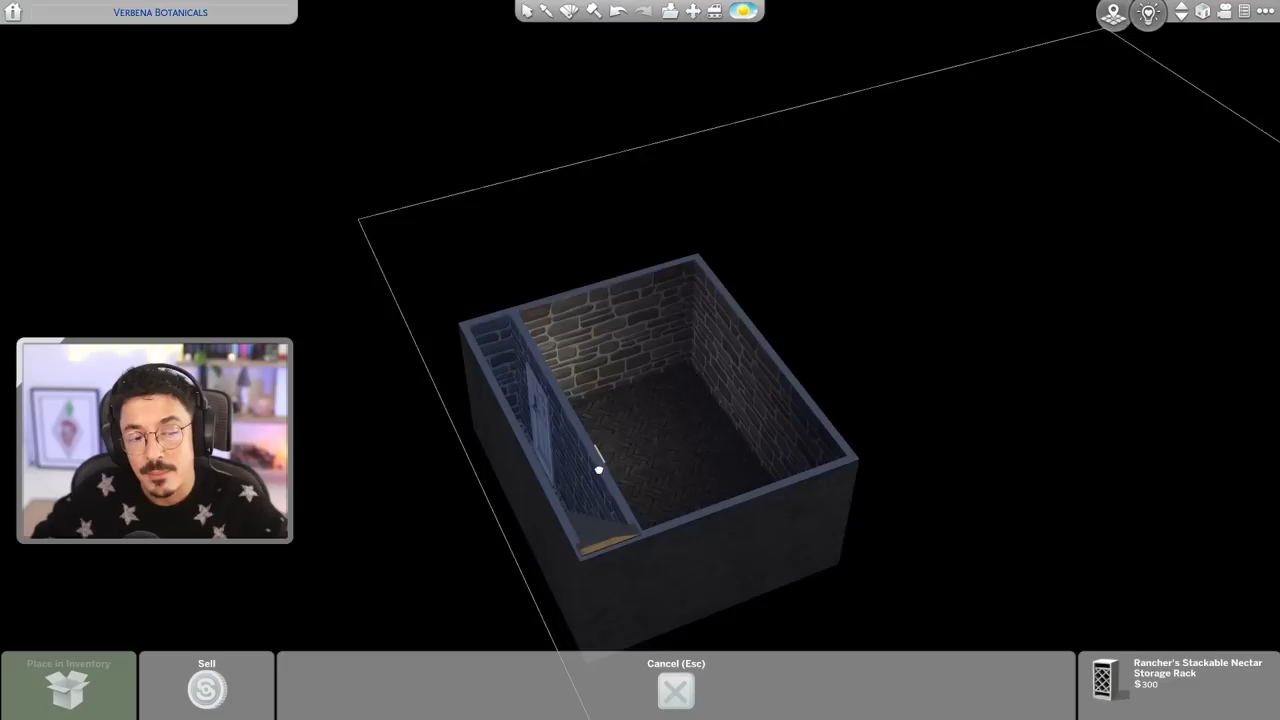 VERBENA BOTANICALS
Place in Inventory
Sell
Cancel (Esc)
Rancher's Stackable Nectar
Storage Rack
§300